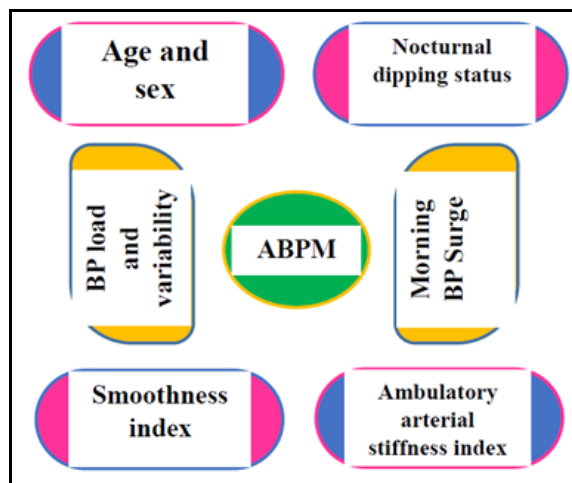 Age and
sex
Nocturnal
dipping status
BP load
and
variability
ABPM
Morning
BP Surge
Smoothness
index
Ambulatory
arterial
stiffness index